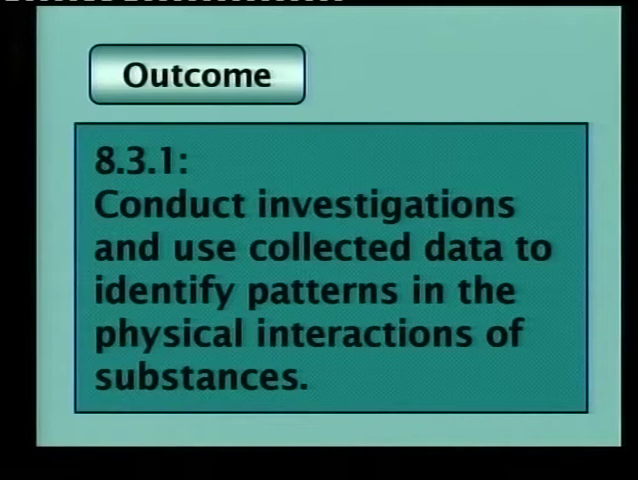 Outcome
8.3.1:
Conduct investigations
and use collected data to
identify patterns in the
physical interactions of
substances.